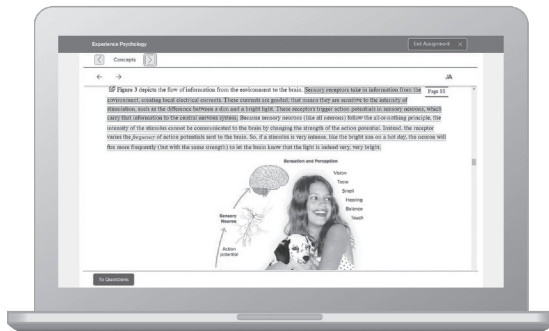 Experience Psychology
Exit Assignment X
Concepts
JA
Figure 3 depicts the flow of information from the environment to the brain. Sensory receptors take in information from the
Page 80
environment, creating local electrical currents. These currents are graded; that means they are sensitive to the intensity of
stimulation, such as the difference between a dim and a bright light. These receptors trigger action potentials in sensory neurons, which
carry that information to the central nervous system. Because sensory neurons (like all neurons) follow the all-or-nothing principle, the
intensity of the stimulus cannot be communicated to the brain by changing the strength of the action potential. Instead, the receptor
varies the frequency of action potentials sent to the brain. So, if a stimulus is very intense, like the bright sun on a hot day, the neuron will
fire more frequently (but with the same strength) to let the brain know that the light is indeed very, very bright.
Sensation and Perception
Vision
Taste
Smell
Hearing
Balance
Touch
Sensory
Neurons
Action
potential
To Questions